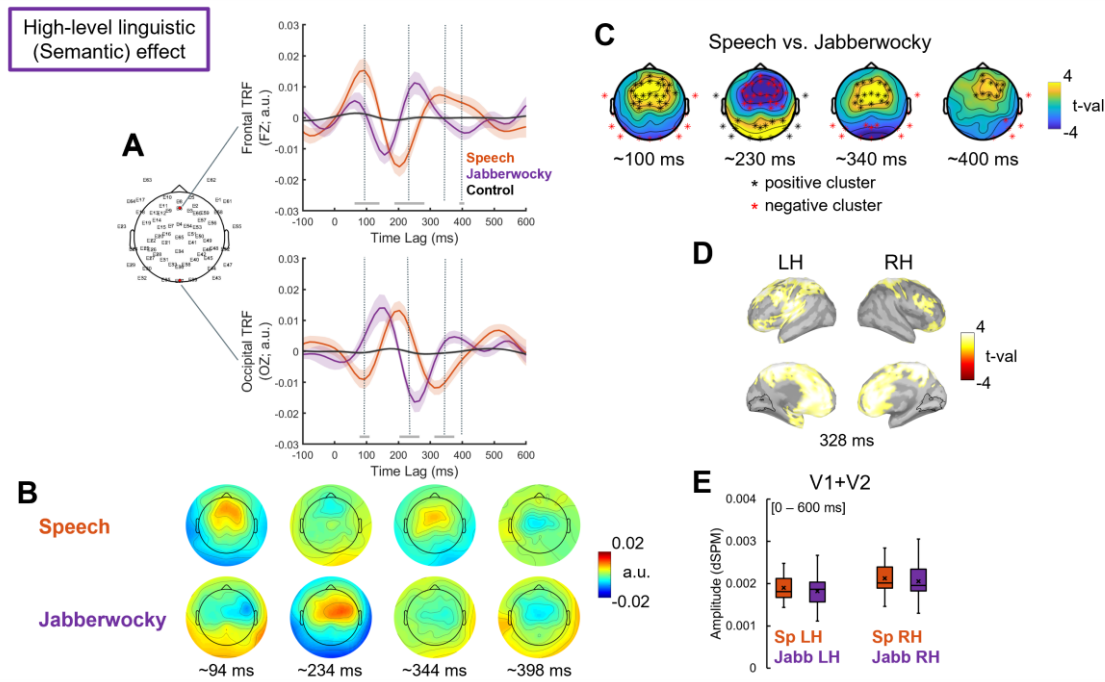 High-level linguistic
(Semantic) effect
A
Frontal TRF
(FZ; a.u.)
0.03
0.02
0.01
0
-0.01
-0.02
-0.03
Speech
Jabberwocky
Control
-100 0 100 200 300 400 500 600
Time Lag (ms)
Occipital TRF
(OZ; a.u.)
0.03
0.02
0.01
0
-0.01
-0.02
-0.03
-100 0 100 200 300 400 500 600
Time Lag (ms)
B
Speech
Jabberwocky
~94 ms ~234 ms ~344 ms ~398 ms
0.02
a.u.
-0.02
C
Speech vs. Jabberwocky
4
t-val
-4
~100 ms ~230 ms ~340 ms ~400 ms
* positive cluster
* negative cluster
D
LH RH
4
t-val
-4
328 ms
E
V1+V2
[0 – 600 ms]
Amplitude (dSPM)
0.004
0.003
0.002
0.001
0
Sp LH Sp RH
Jabb LH Jabb RH